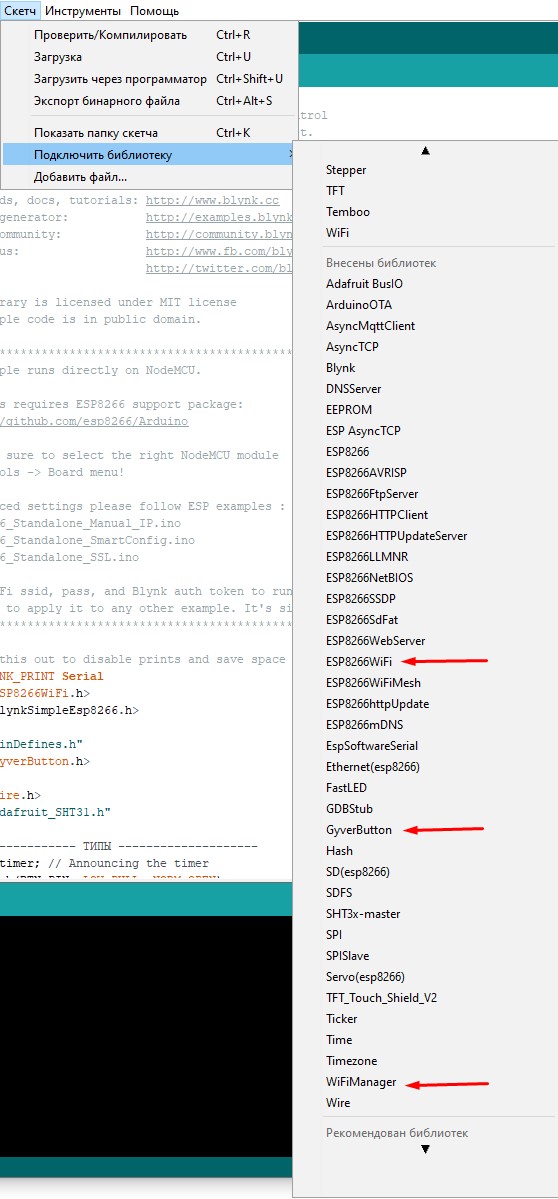 Скетч Инструменты Помощь
Проверить/Компилировать Ctrl+R
Загрузка Ctrl+U
Загрузить через программатор Ctrl+Shift+U
Экспорт бинарного файла Ctrl+Alt+S
Показать папку скетча Ctrl+K
Подключить библиотеку
Добавить файл...
trol
t.
ds, docs, tutorials: http://www.blynk.cc
generator: http://examples.blynk
ommunity: http://community.blyn
us: http://www.fb.com/bly
http://twitter.com/bl
rary is licensed under MIT license
ple code is in public domain.
********************************************
ple runs directly on NodeMCU.
s requires ESP8266 support package:
/github.com/esp8266/Arduino
sure to select the right NodeMCU module
ols -> Board menu!
ced settings please follow ESP examples :
6_Standalone_Manual_IP.ino
6_Standalone_SmartConfig.ino
6_Standalone_SSL.ino
Fi ssid, pass, and Blynk auth token to run
to apply it to any other example. It's si
********************************************
this out to disable prints and save space
NK_PRINT Serial
SP8266WiFi.h>
lynkSimpleEsp8266.h>
inDefines.h"
yverButton.h>
ire.h>
dafruit_SHT31.h"
----------- ТИПЫ -------------------
timer; // Announcing the timer
Stepper
TFT
Temboo
WiFi
Внесены библиотек
Adafruit BusIO
ArduinoOTA
AsyncMqttClient
AsyncTCP
Blynk
DNSServer
EEPROM
ESP AsyncTCP
ESP8266
ESP8266AVRISP
ESP8266FtpServer
ESP8266HTTPClient
ESP8266HTTPUpdateServer
ESP8266LLMNR
ESP8266NetBIOS
ESP8266SSDP
ESP8266SdFat
ESP8266WebServer
ESP8266WiFi
ESP8266WiFiMesh
ESP8266httpUpdate
ESP8266mDNS
EspSoftwareSerial
Ethernet(esp8266)
FastLED
GDBStub
GyverButton
Hash
SD(esp8266)
SDFS
SHT3x-master
SPI
SPISlave
Servo(esp8266)
TFT_Touch_Shield_V2
Ticker
Time
Timezone
WiFiManager
Wire
Рекомендован библиотек